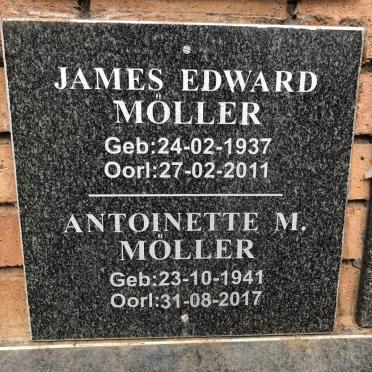 JAMES EDWARD
MÖLLER
Geb:24-02-1937
Oorl:27-02-2011
ANTOINETTE M.
MÖLLER
Geb:23-10-1941
Oorl:31-08-2017